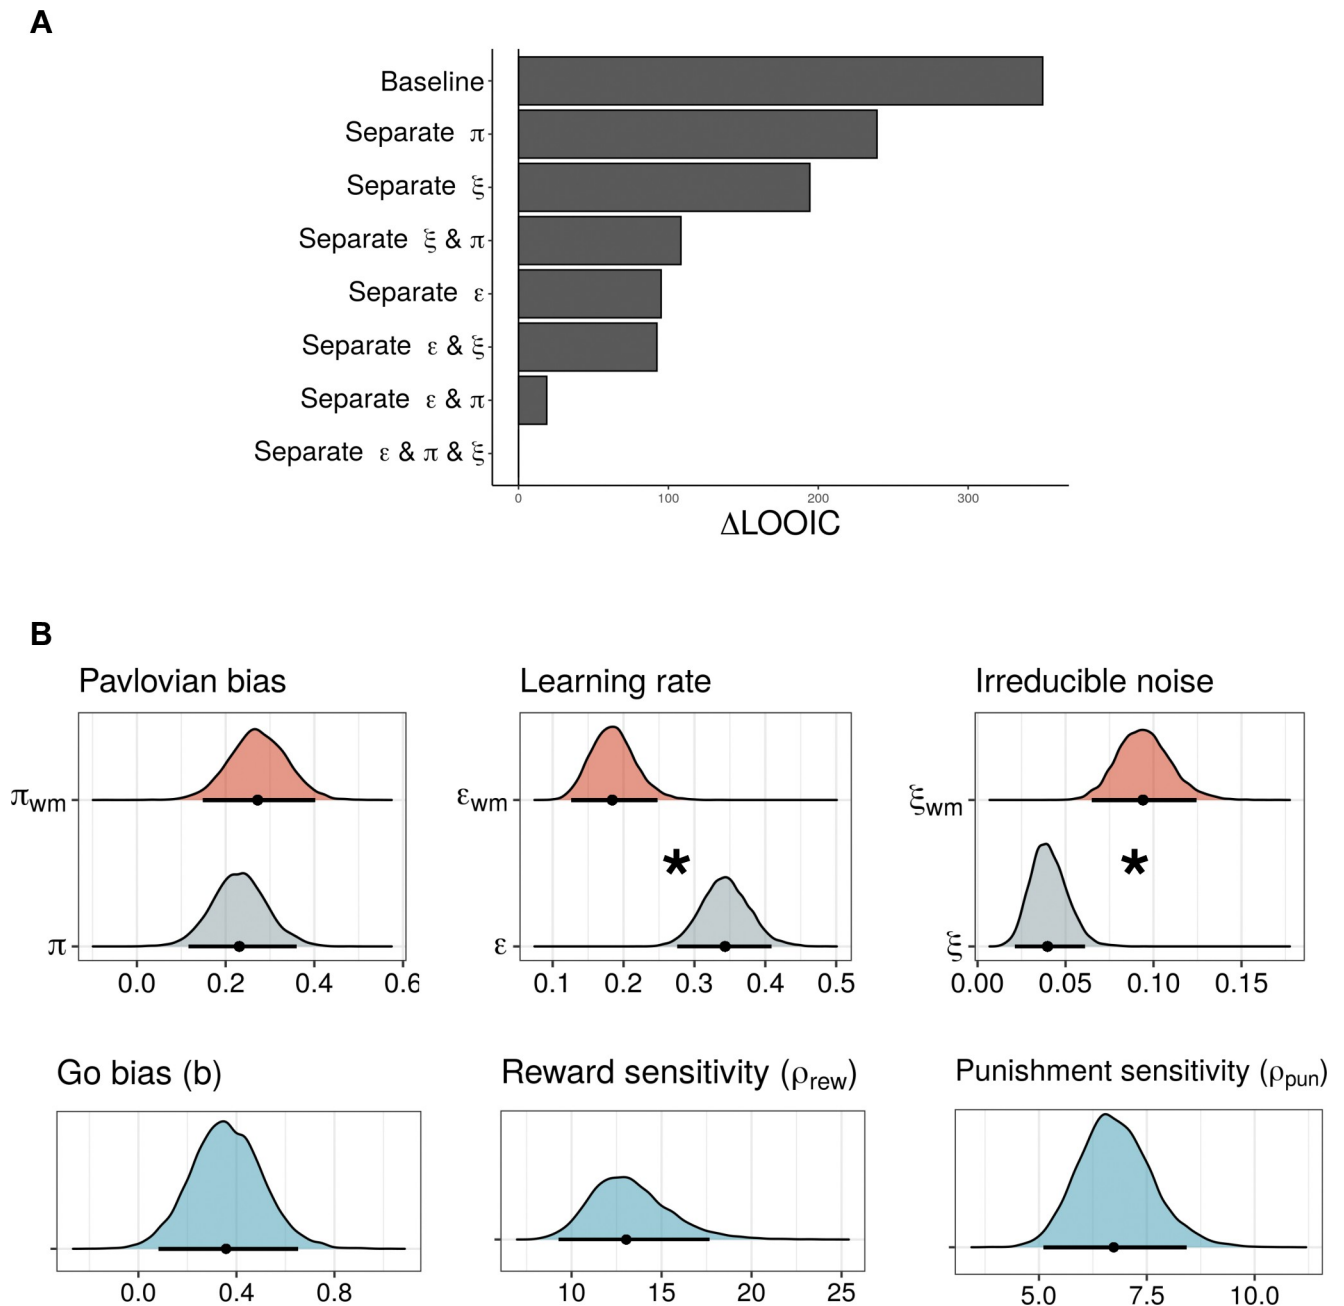 A
Baseline
Separate π
Separate ξ
Separate ξ & π
Separate ε
Separate ε & ξ
Separate ε & π
Separate ε & π & ξ
0 100 200 300
ΔLOOIC
B
Pavlovian bias Learning rate Irreducible noise
πwm εwm ξwm
* *
π ε ξ
0.0 0.2 0.4 0.6 0.1 0.2 0.3 0.4 0.5 0.00 0.05 0.10 0.15
Go bias (b) Reward sensitivity (ρrew) Punishment sensitivity (ρpun)
0.0 0.4 0.8 10 15 20 25 5.0 7.5 10.0